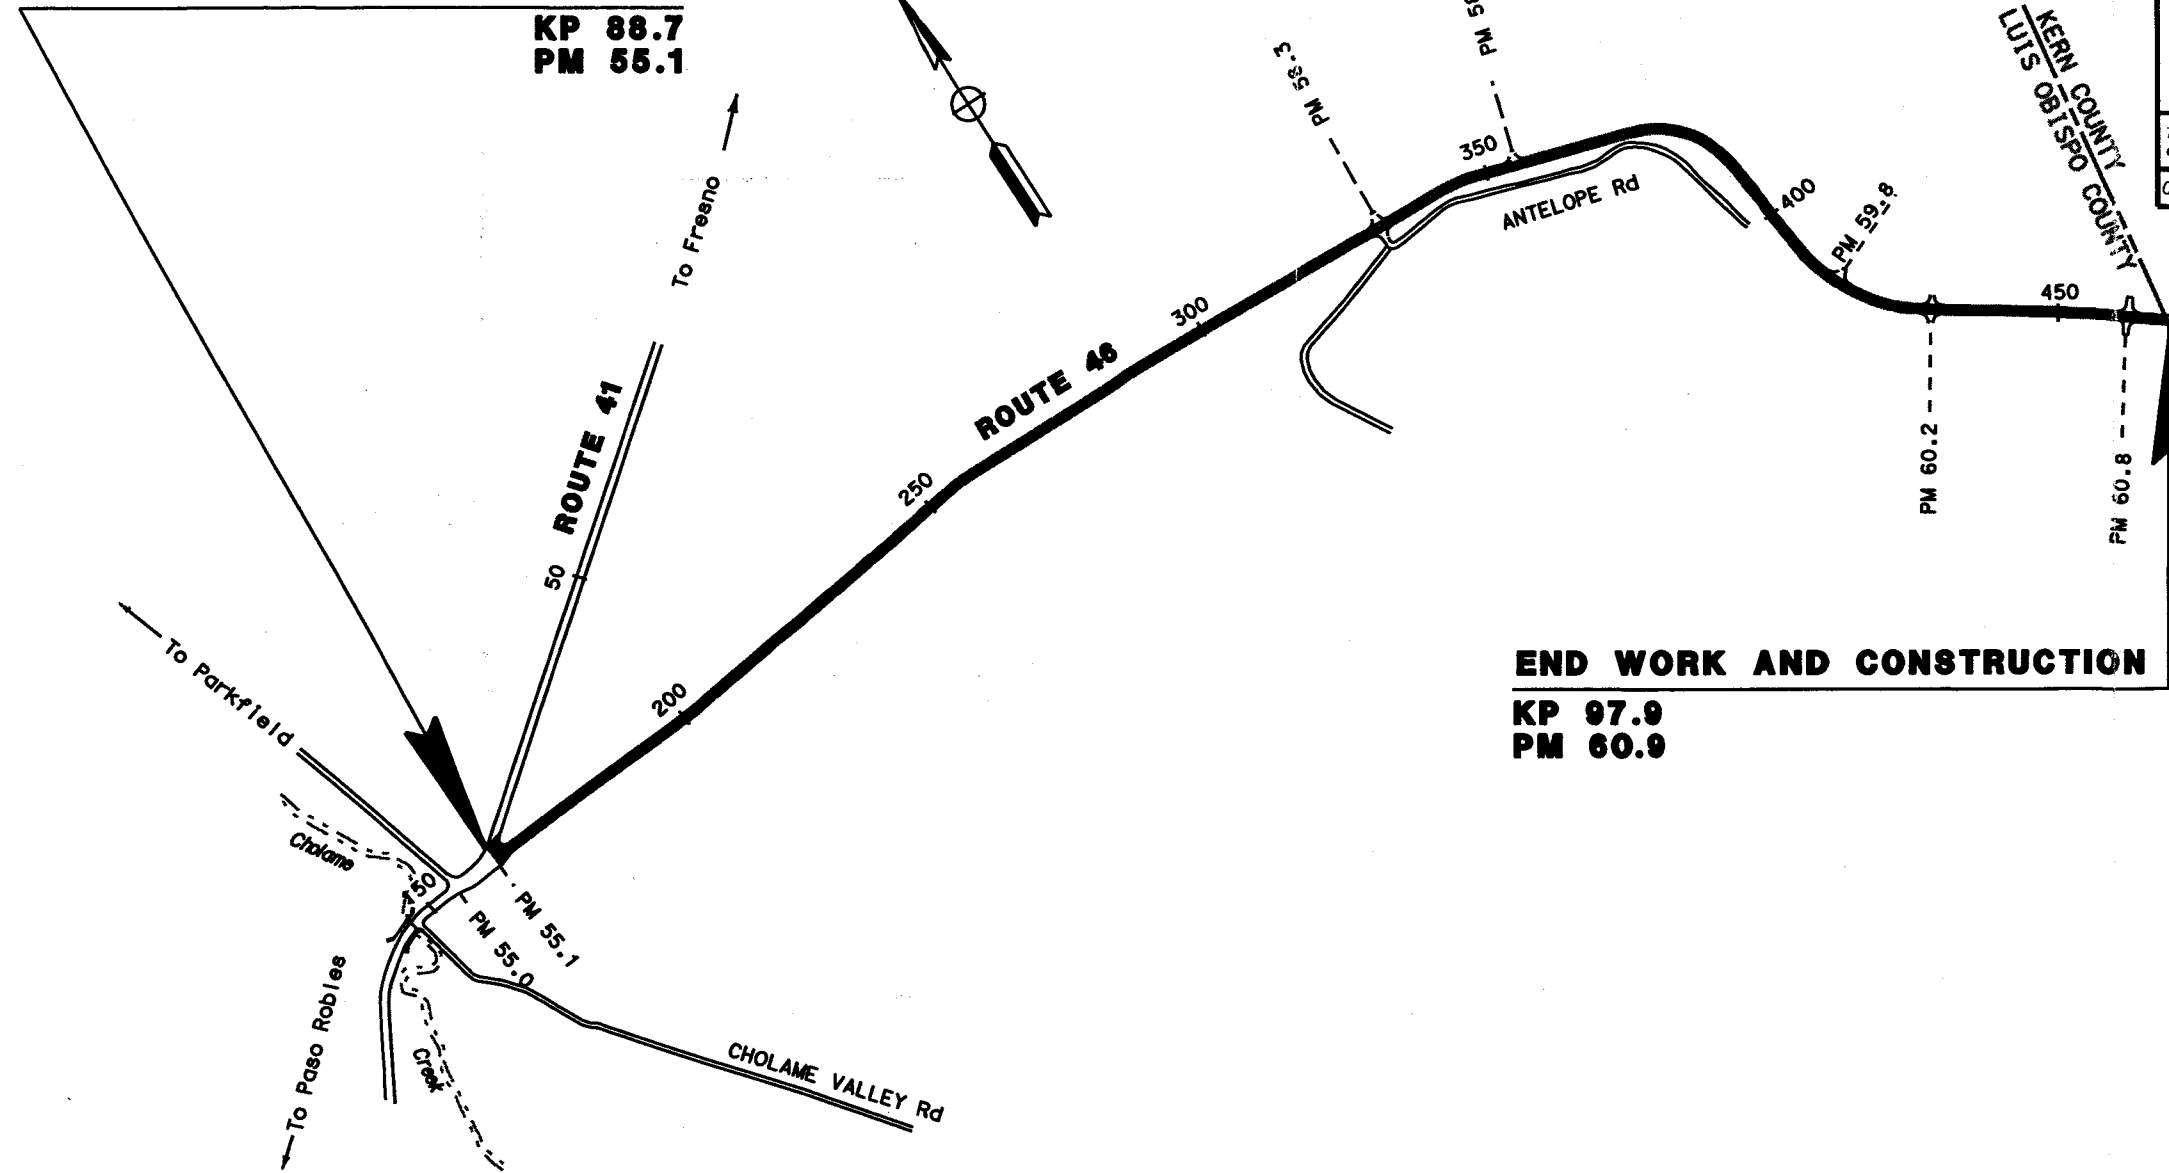 KP 88.7
PM 55.1
To Fresno
ROUTE 41
50
PM 58.3
PM
350
ANTELOPE Rd
400
PM 59.8
KERN COUNTY
LUIS OBISPO COUNTY
300
450
ROUTE 46
250
PM 60.2
PM 60.8
200
To Parkfield
END WORK AND CONSTRUCTION
KP 97.9
PM 60.9
Cholame
50
PM 55.1
PM 55.0
To Paso Robles
Creek
CHOLAME VALLEY Rd